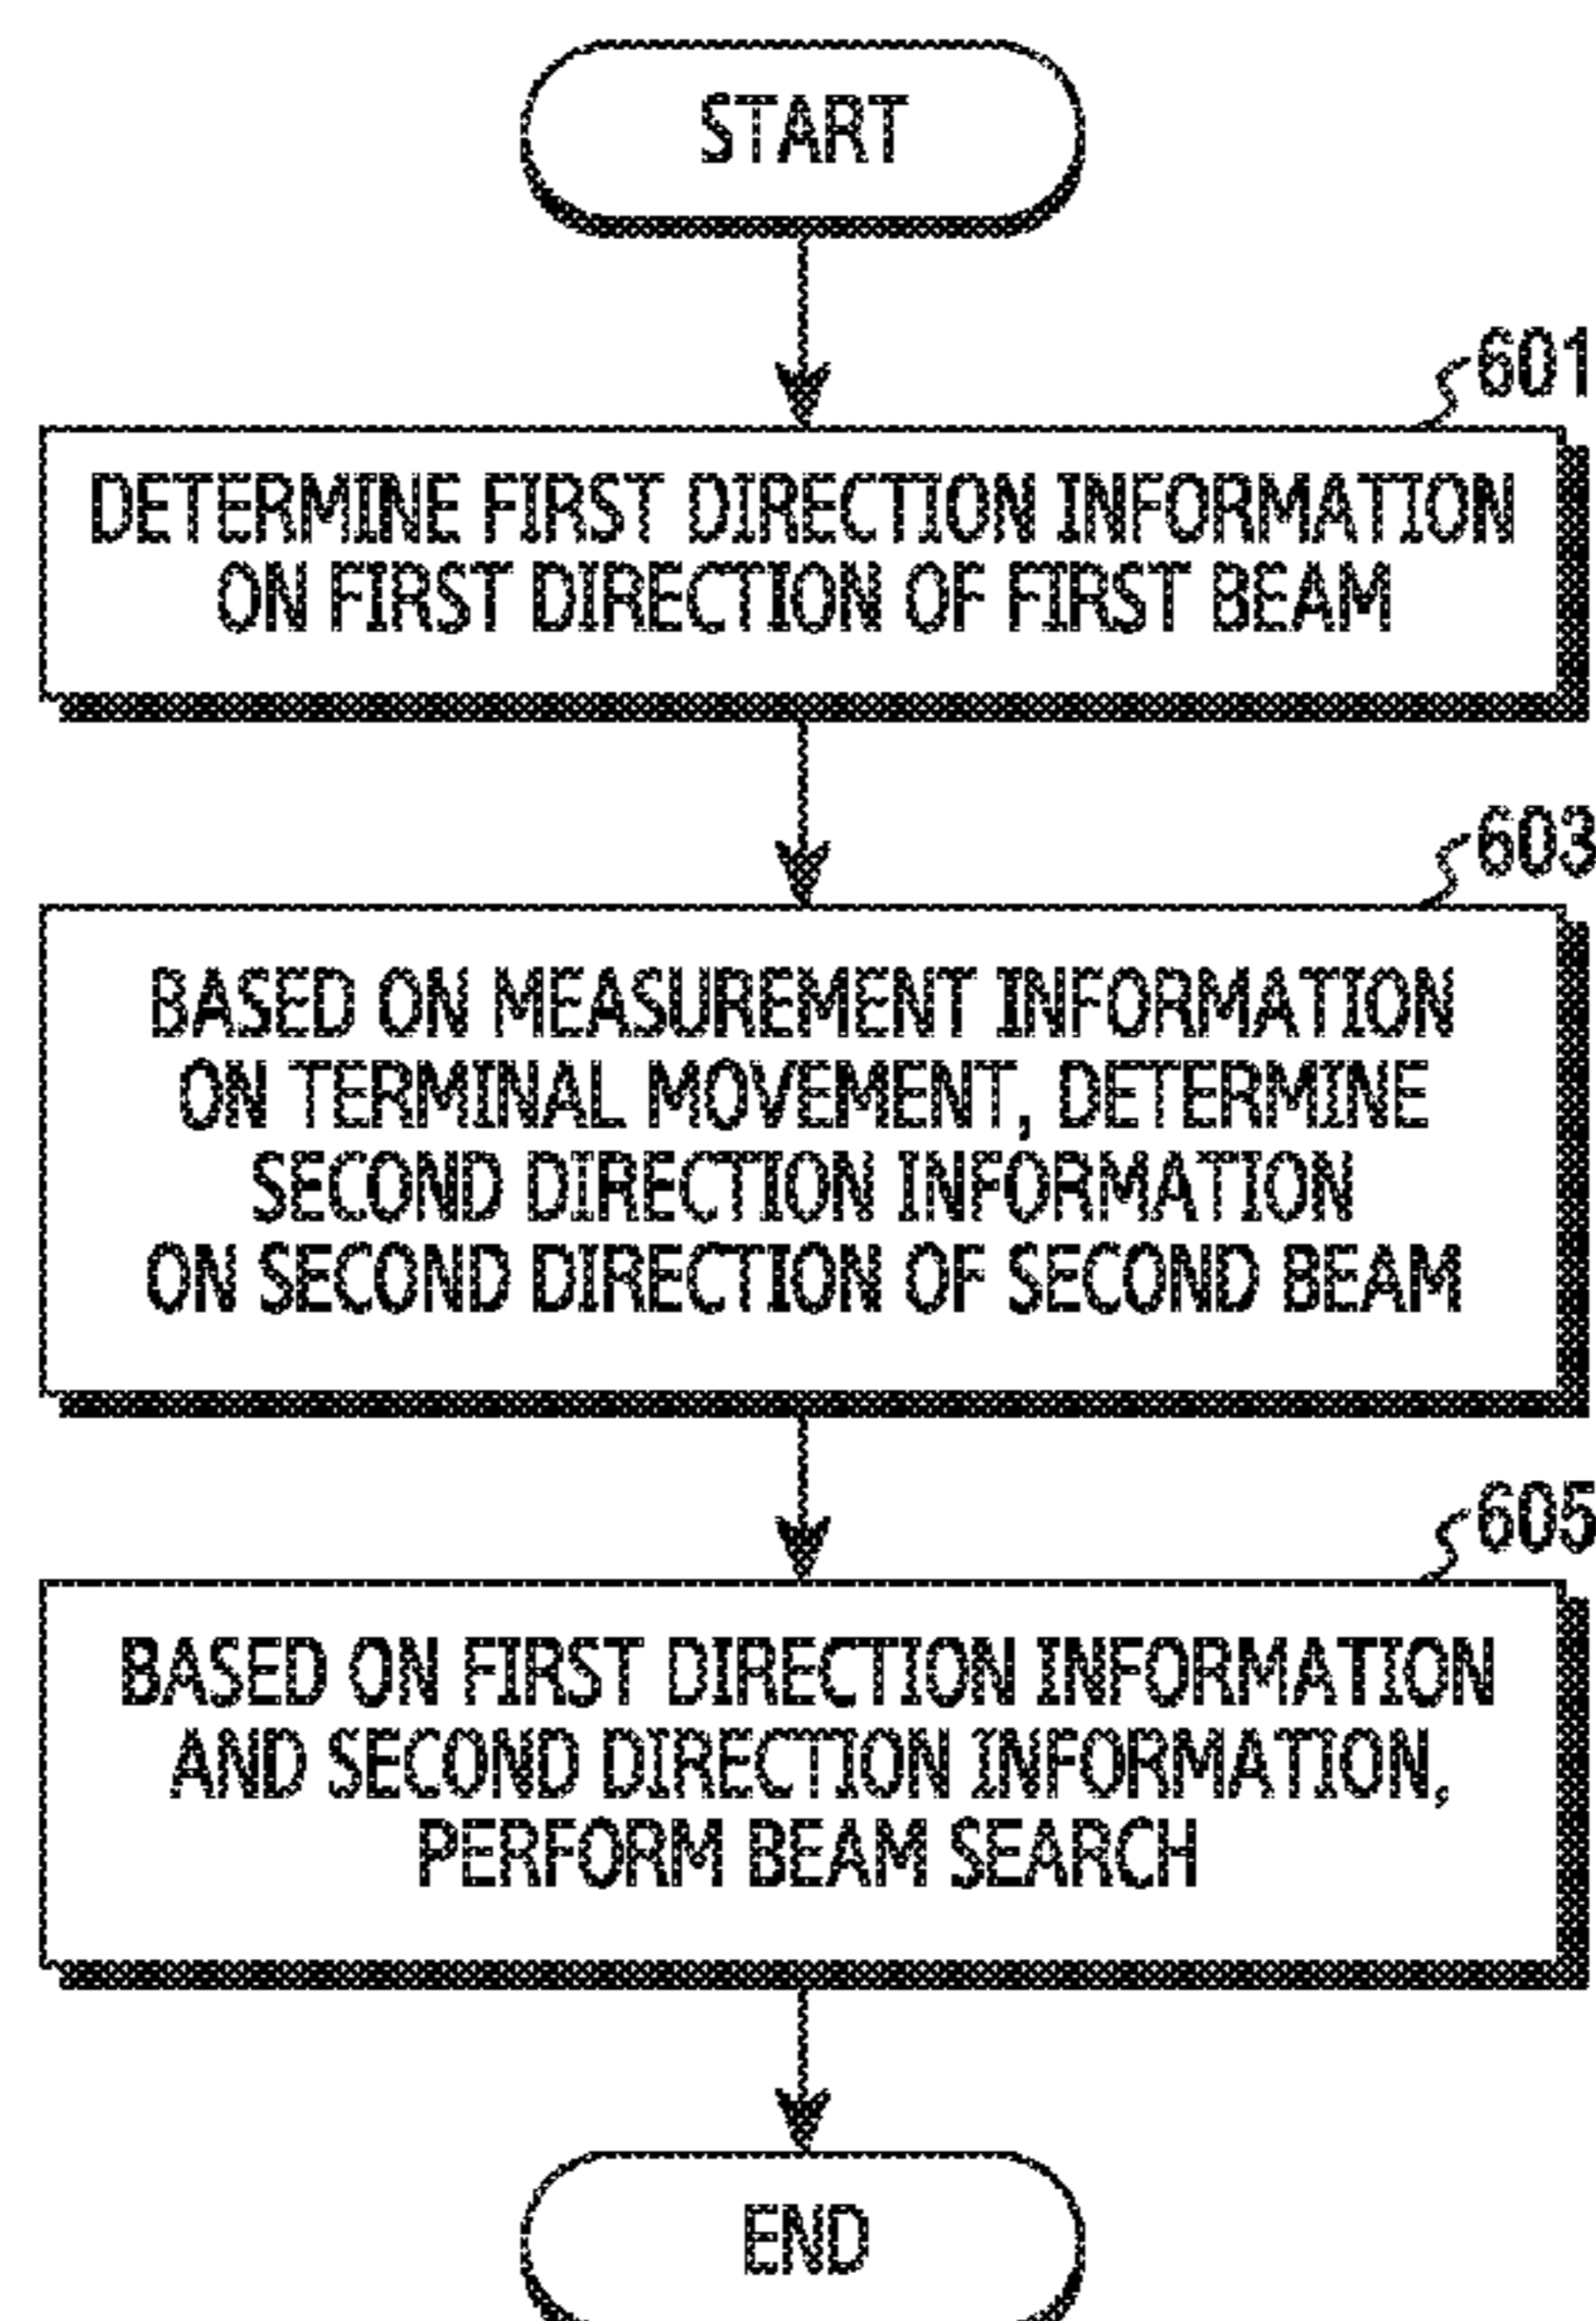 START
601
DETERMINE FIRST DIRECTION INFORMATION
ON FIRST DIRECTION OF FIRST BEAM
603
BASED ON MEASUREMENT INFORMATION
ON TERMINAL MOVEMENT, DETERMINE
SECOND DIRECTION INFORMATION
ON SECOND DIRECTION OF SECOND BEAM
605
BASED ON FIRST DIRECTION INFORMATION
AND SECOND DIRECTION INFORMATION,
PERFORM BEAM SEARCH
END